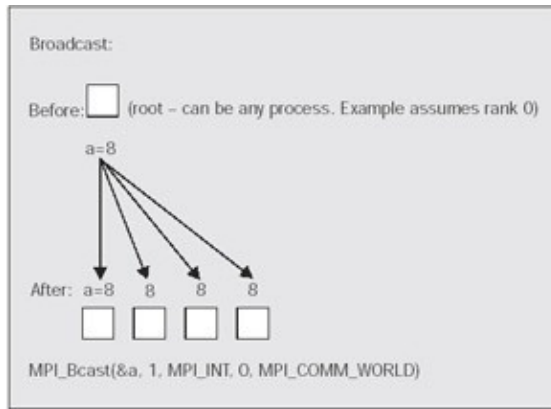 Broadcast:
Before: (root – can be any process. Example assumes rank 0)
a=8
After: a=8 8 8 8
MPI_Bcast(&a, 1, MPI_INT, 0, MPI_COMM_WORLD)